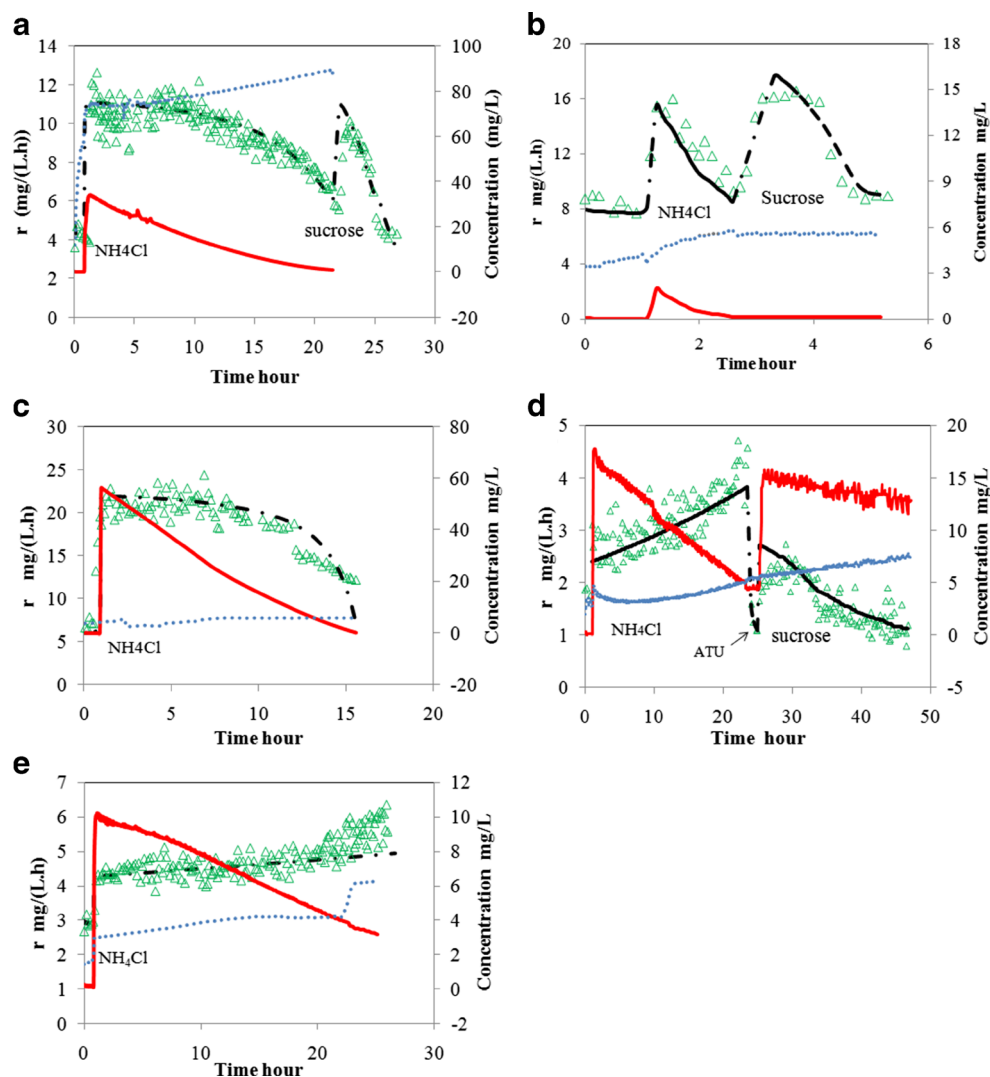 a
14
12
10
8
6
4
2
0
r (mg/(L.h))
100
80
60
40
20
0
-20
Concentration (mg/L)
NH4Cl
sucrose
0 5 10 15 20 25 30
Time hour
b
20
16
12
8
4
0
r mg/(L.h)
18
15
12
9
6
3
0
Concentration mg/L
NH4Cl
Sucrose
0 2 4 6
Time hour
c
30
25
20
15
10
5
0
r mg/(L.h)
80
60
40
20
0
-20
Concentration mg/L
NH4Cl
0 5 10 15 20
Time hour
d
5
4
3
2
1
0
r mg/(L.h)
20
15
10
5
0
-5
Concentration mg/L
NH4Cl
ATU
sucrose
0 10 20 30 40 50
Time hour
e
7
6
5
4
3
2
1
0
r mg/(L.h)
12
10
8
6
4
2
0
-2
Concentration mg/L
NH₄Cl
0 10 20 30
Time hour